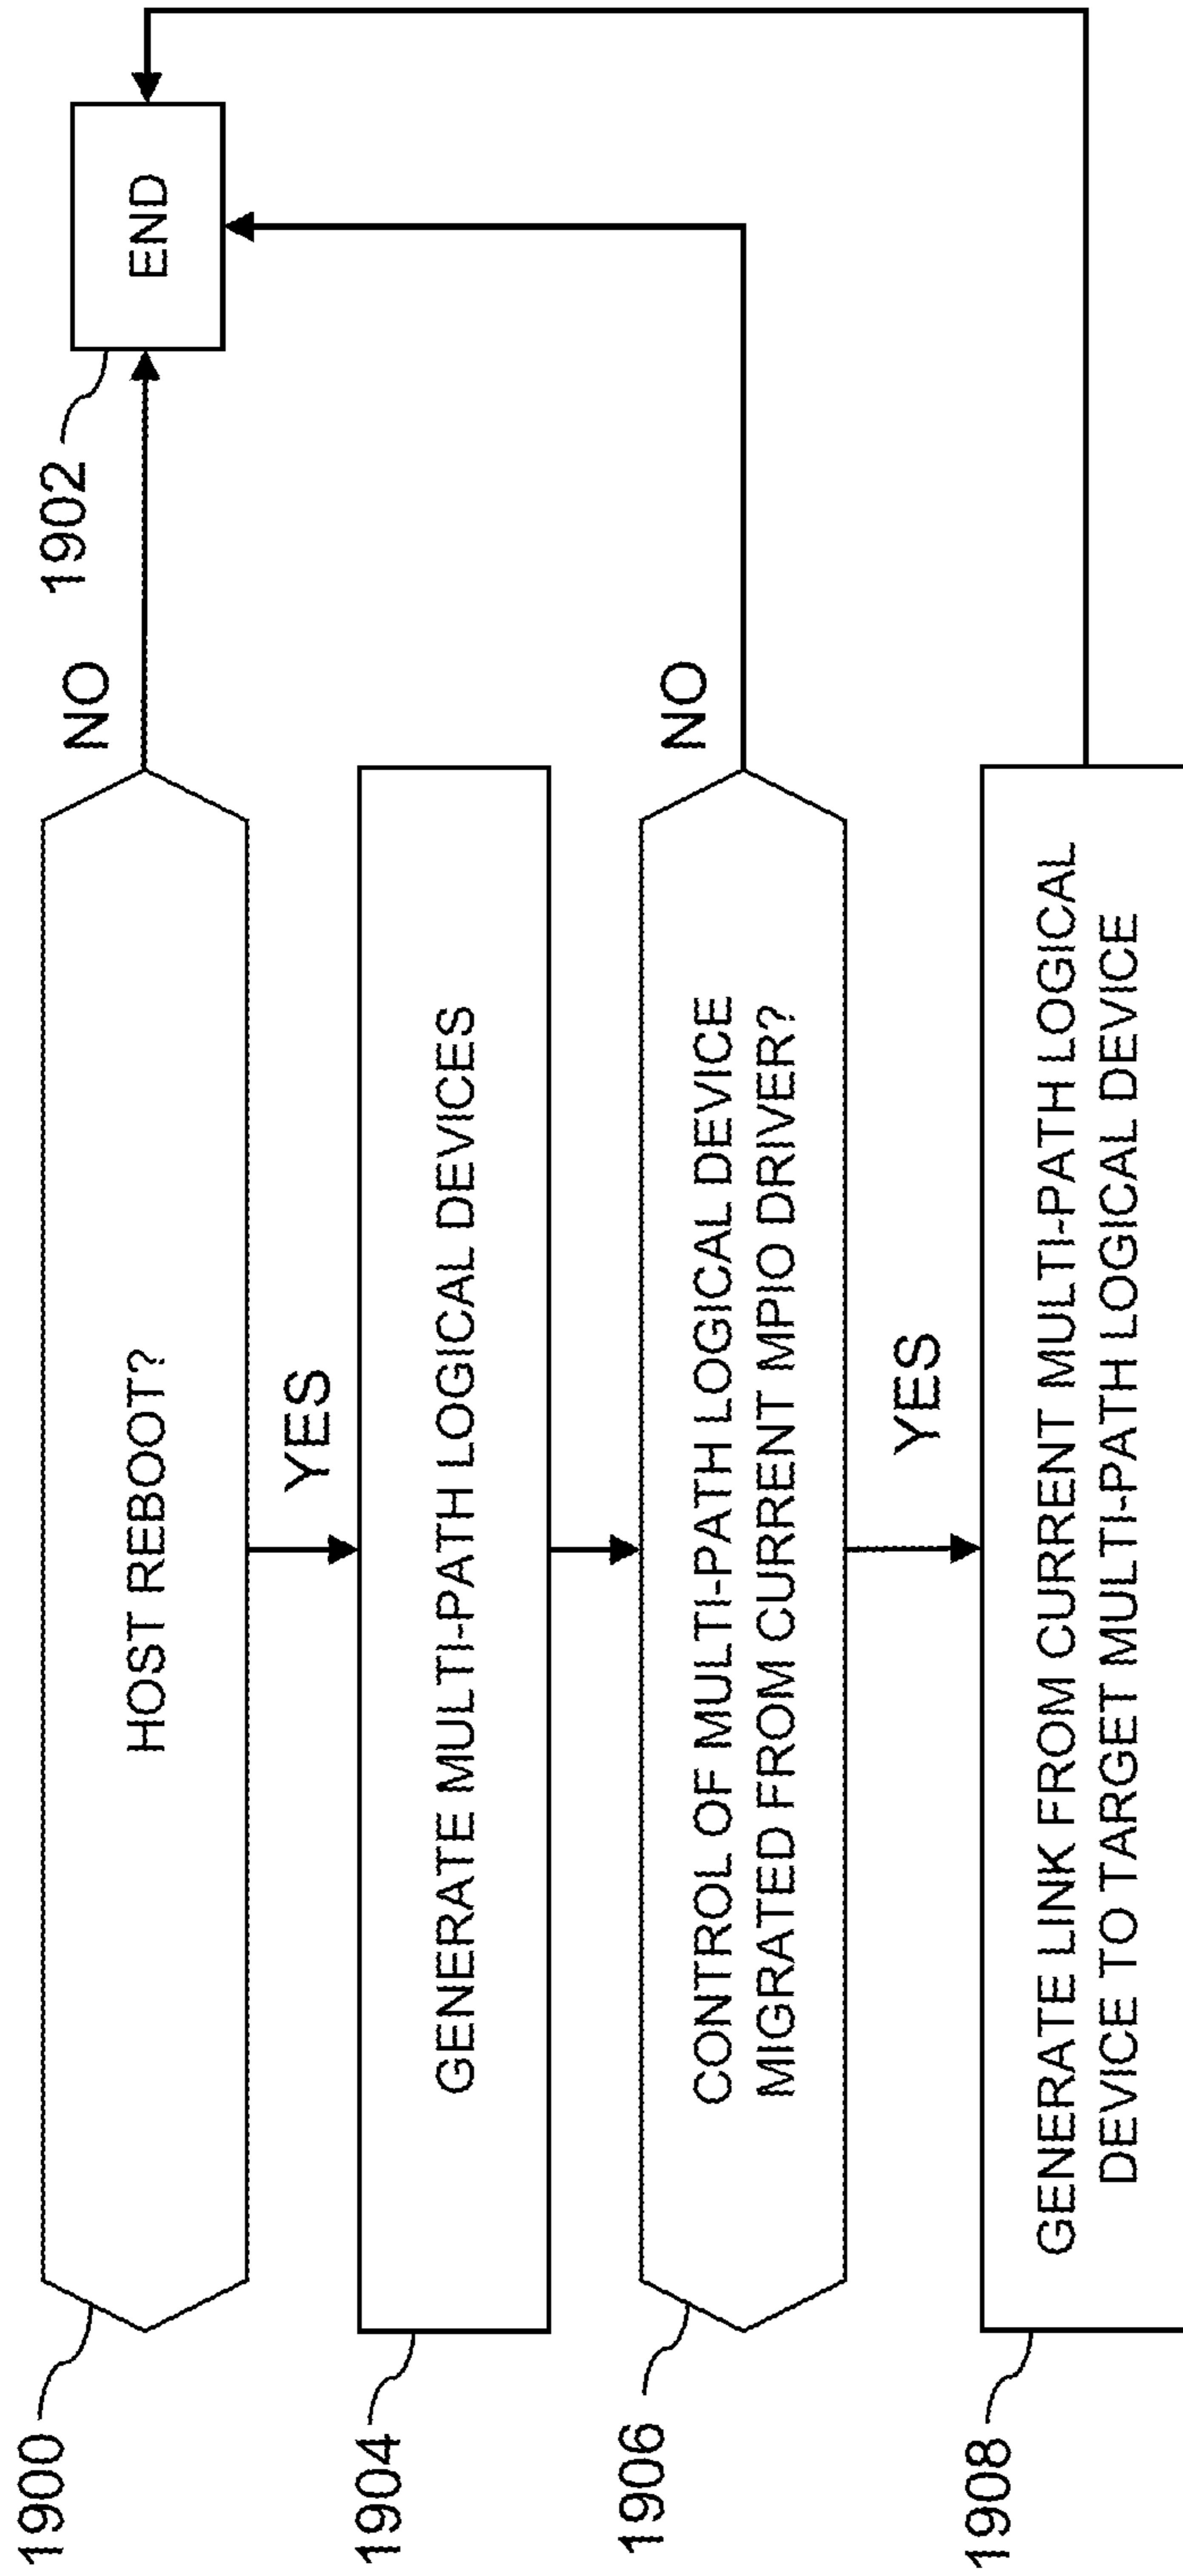 1900
HOST REBOOT?
NO
1902
END
YES
1904
GENERATE MULTI-PATH LOGICAL DEVICES
1906
CONTROL OF MULTI-PATH LOGICAL DEVICE
MIGRATED FROM CURRENT MPIO DRIVER?
NO
YES
1908
GENERATE LINK FROM CURRENT MULTI-PATH LOGICAL
DEVICE TO TARGET MULTI-PATH LOGICAL DEVICE